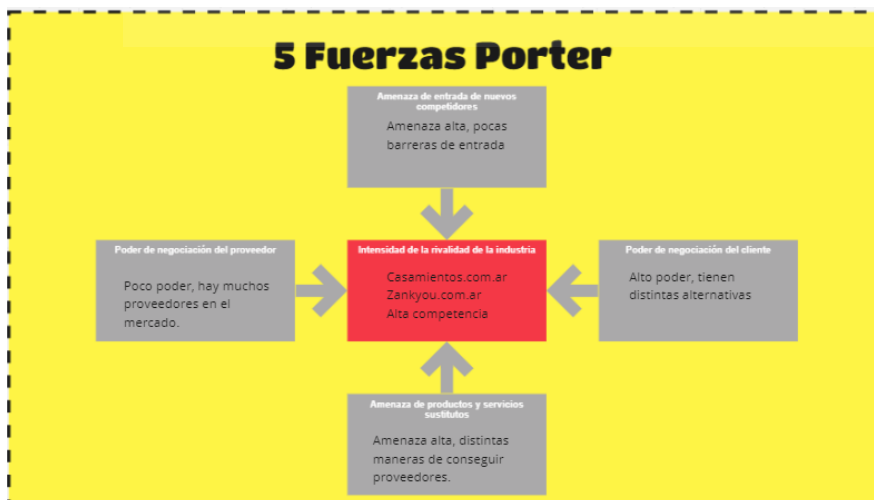 5 Fuerzas Porter
Amenaza de entrada de nuevos
competidores
Amenaza alta, pocas
barreras de entrada
Poder de negociación del proveedor
Poco poder, hay muchos
proveedores en el
mercado.
Intensidad de la rivalidad de la industria
Casamientos.com.ar
Zankyou.com.ar
Alta competencia
Poder de negociación del cliente
Alto poder, tienen
distintas alternativas
Amenaza de productos y servicios
sustitutos
Amenaza alta, distintas
maneras de conseguir
proveedores.